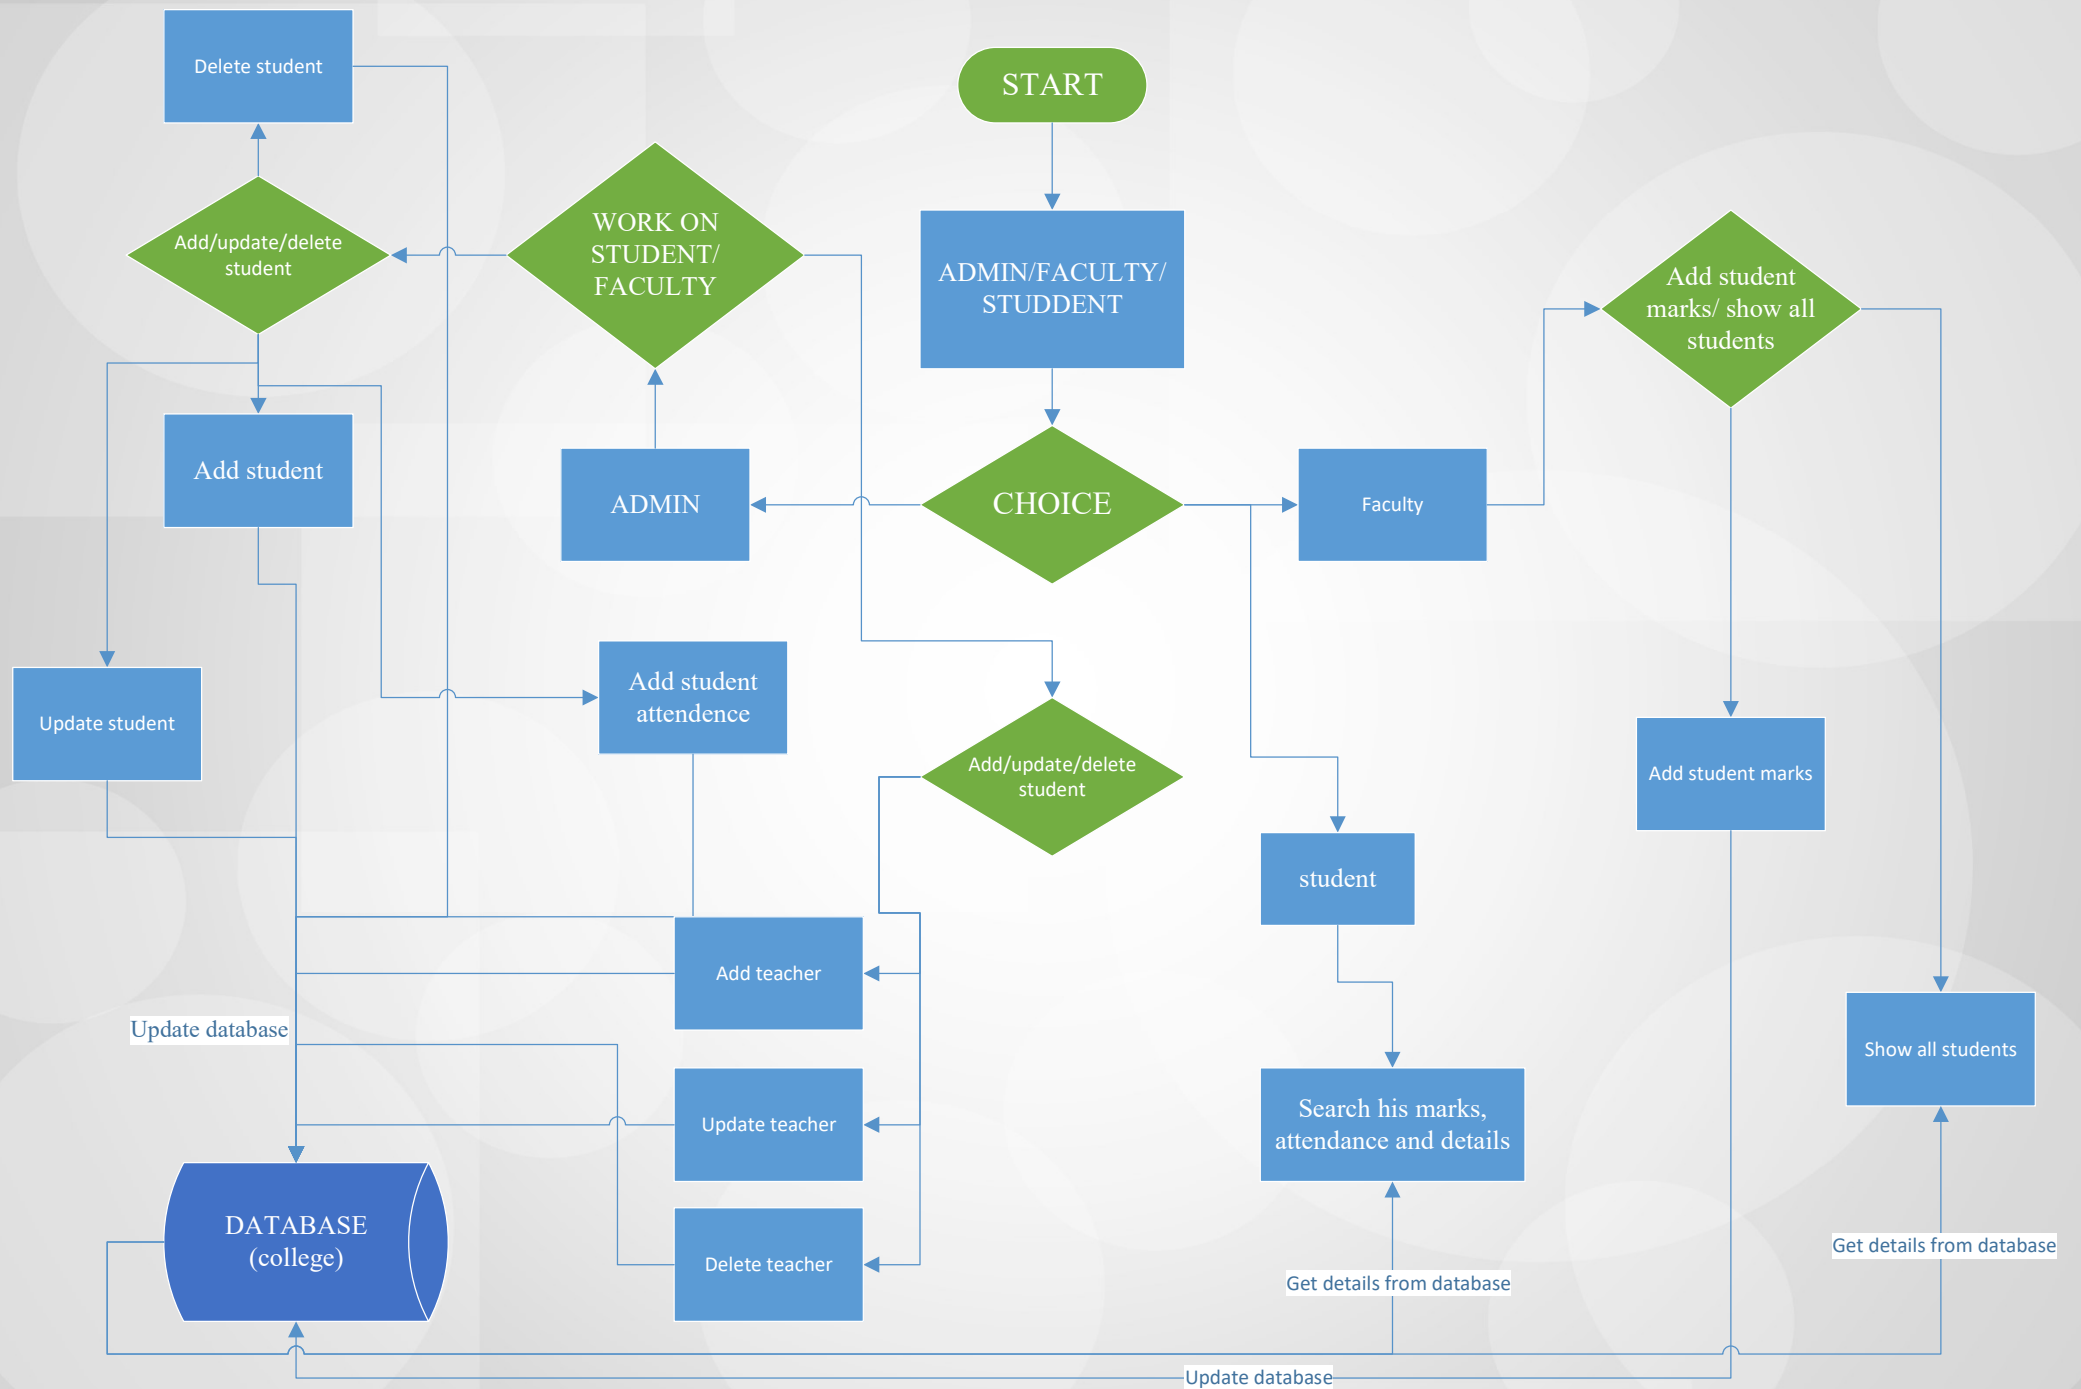 Delete student
START
WORK ON
STUDENT/
FACULTY
Add/update/delete
student
ADMIN/FACULTY/
STUDDENT
Add student
marks/ show all
students
Add student
ADMIN
CHOICE
Faculty
Update student
Add student
attendence
Add/update/delete
student
Add student marks
student
Add teacher
Update database
Show all students
Update teacher
Search his marks,
attendance and details
DATABASE
(college)
Delete teacher
Get details from database
Get details from database
Update database